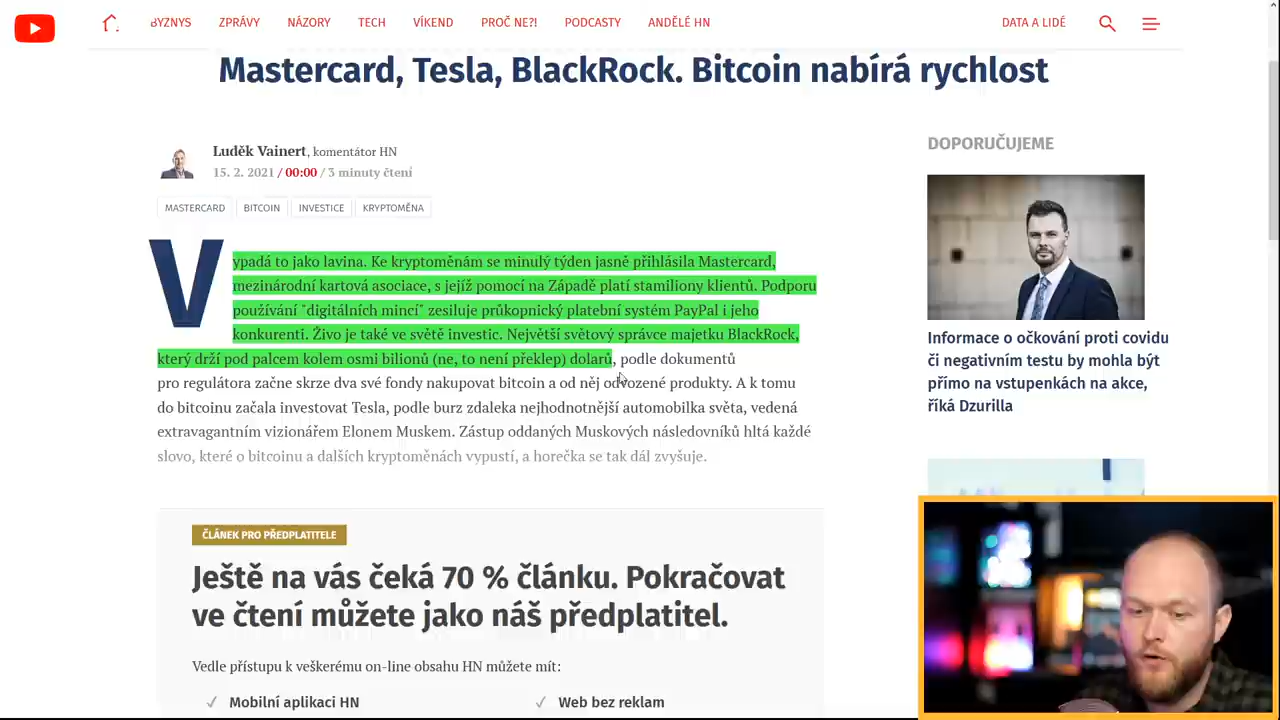 BYZNYS ZPRÁVY NÁZORY TECH VÍKEND PROČ NE?! PODCASTY ANDĚLÉ HN DATA A LIDÉ
Mastercard, Tesla, BlackRock. Bitcoin nabírá rychlost
Luděk Vainert, komentátor HN
15. 2. 2021 / 00:00 / 3 minuty čtení
MASTERCARD BITCOIN INVESTICE KRYPTOMĚNA
Vypadá to jako lavina. Ke kryptoměnám se minulý týden jasně přihlásila Mastercard,
mezinárodní kartová asociace, s jejíž pomocí na Západě platí stamiliony klientů. Podporu
používání "digitálních mincí" zesiluje průkopnický platební systém PayPal i jeho
konkurenti. Živo je také ve světě investic. Největší světový správce majetku BlackRock,
který drží pod palcem kolem osmi bilionů (ne, to není překlep) dolarů, podle dokumentů
pro regulátora začne skrze dva své fondy nakupovat bitcoin a od něj odvozené produkty. A k tomu
do bitcoinu začala investovat Tesla, podle burz zdaleka nejhodnotnější automobilka světa, vedená
extravagantním vizionářem Elonem Muskem. Zástup oddaných Muskových následovníků hltá každé
slovo, které o bitcoinu a dalších kryptoměnách vypustí, a horečka se tak dál zvyšuje.
DOPORUČUJEME
Informace o očkování proti covidu
či negativním testu by mohla být
přímo na vstupenkách na akce,
říká Dzurilla
ČLÁNEK PRO PŘEDPLATITELE
Ještě na vás čeká 70 % článku. Pokračovat
ve čtení můžete jako náš předplatitel.
Vedle přístupu k veškerému on-line obsahu HN můžete mít:
Mobilní aplikaci HN Web bez reklam